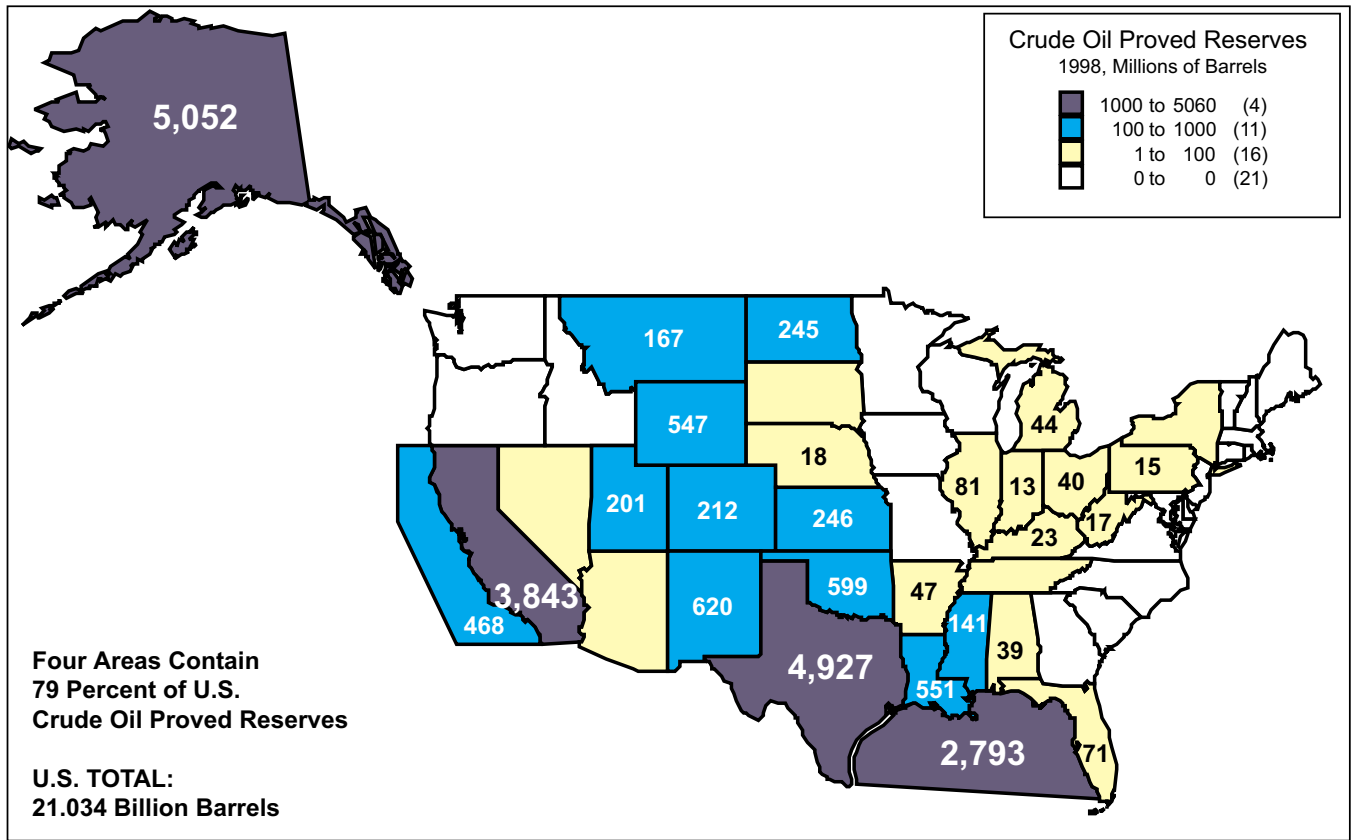 Crude Oil Proved Reserves
1998, Millions of Barrels
1000 to 5060 (4)
100 to 1000 (11)
1 to 100 (16)
0 to 0 (21)
5,052
167
245
547
44
18
81
13
40
15
201
212
246
17
23
3,843
468
620
599
47
141
39
4,927
551
2,793
71
Four Areas Contain
79 Percent of U.S.
Crude Oil Proved Reserves
U.S. TOTAL:
21.034 Billion Barrels